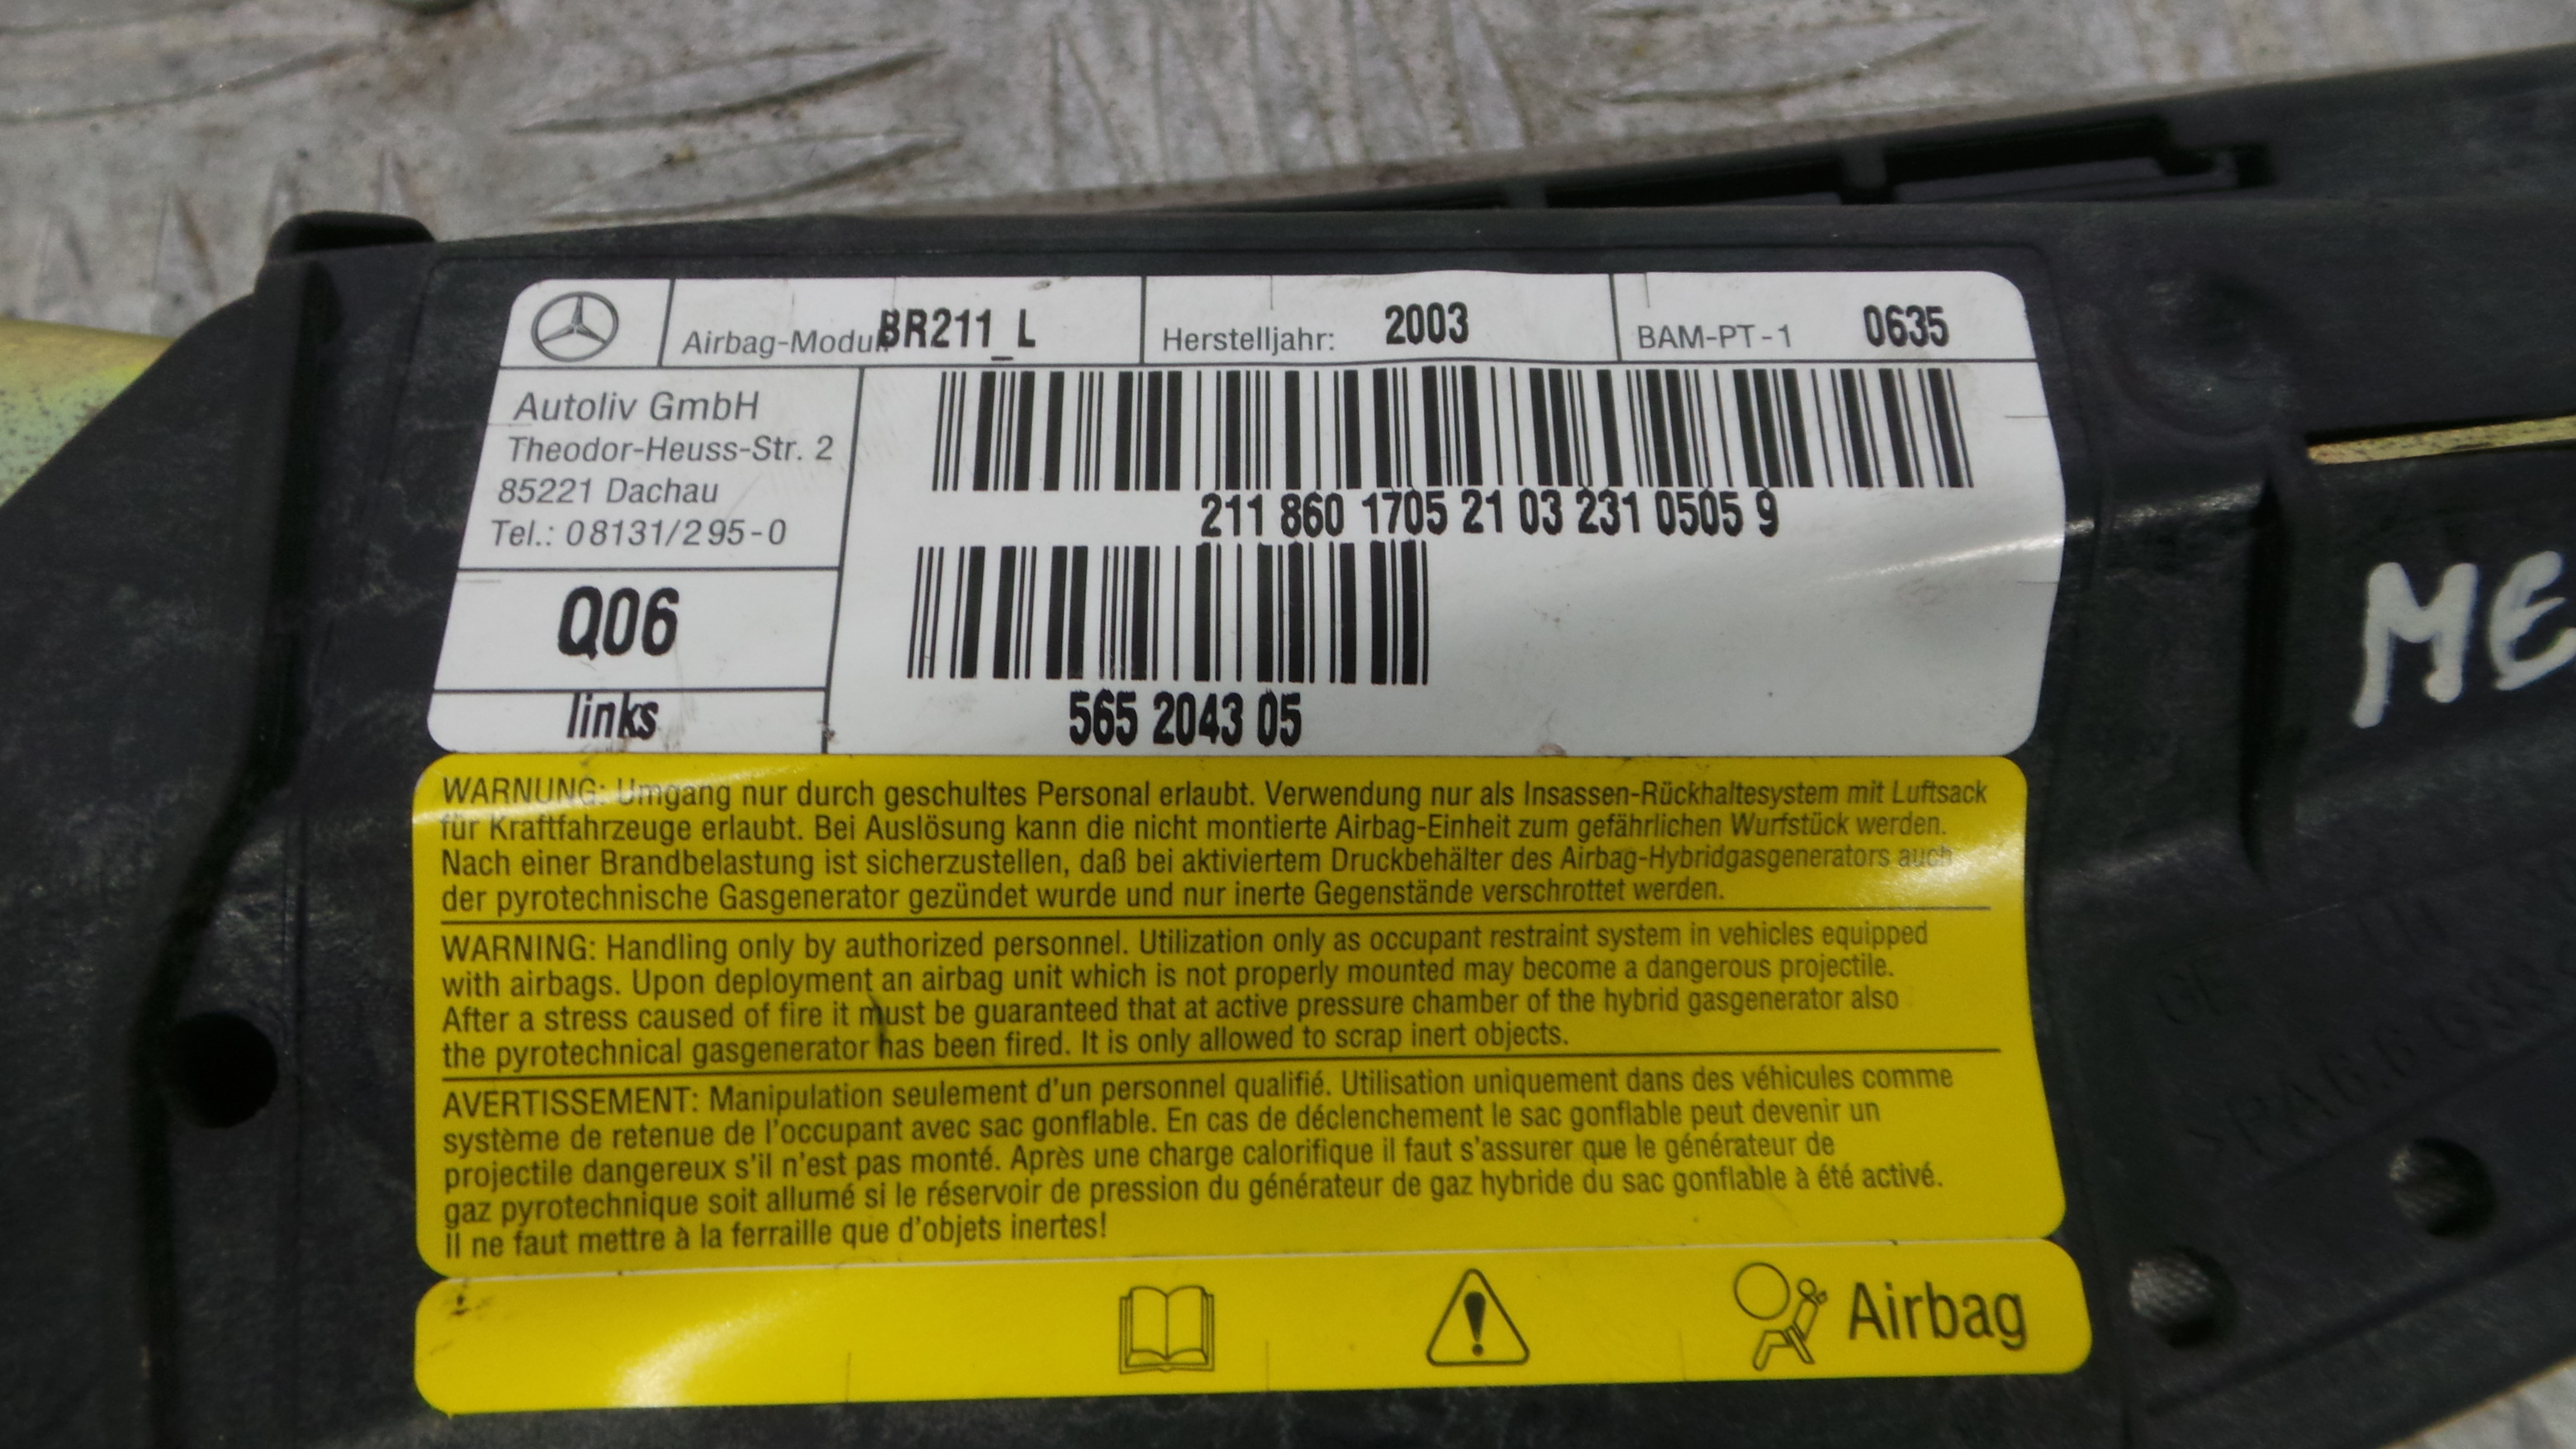 Airbag-Modul: BR211_L Herstelljahr: 2003 BAM-PT-1 0635
Autoliv GmbH
Theodor-Heuss-Str. 2
85221 Dachau
Tel.: 08131/295-0
211 860 1705 21 03 231 0505 9
Q06
links
565 2043 05
ME
WARNUNG: Umgang nur durch geschultes Personal erlaubt. Verwendung nur als Insassen-Rückhaltesystem mit Luftsack
für Kraftfahrzeuge erlaubt. Bei Auslösung kann die nicht montierte Airbag-Einheit zum gefährlichen Wurfstück werden.
Nach einer Brandbelastung ist sicherzustellen, daß bei aktiviertem Druckbehälter des Airbag-Hybridgasgenerators auch
der pyrotechnische Gasgenerator gezündet wurde und nur inerte Gegenstände verschrottet werden.
WARNING: Handling only by authorized personnel. Utilization only as occupant restraint system in vehicles equipped
with airbags. Upon deployment an airbag unit which is not properly mounted may become a dangerous projectile.
After a stress caused of fire it must be guaranteed that at active pressure chamber of the hybrid gasgenerator also
the pyrotechnical gasgenerator has been fired. It is only allowed to scrap inert objects.
AVERTISSEMENT: Manipulation seulement d'un personnel qualifié. Utilisation uniquement dans des véhicules comme
système de retenue de l'occupant avec sac gonflable. En cas de déclenchement le sac gonflable peut devenir un
projectile dangereux s'il n'est pas monté. Après une charge calorifique il faut s'assurer que le générateur de
gaz pyrotechnique soit allumé si le réservoir de pression du générateur de gaz hybride du sac gonflable à été activé.
Il ne faut mettre à la ferraille que d'objets inertes!
Airbag